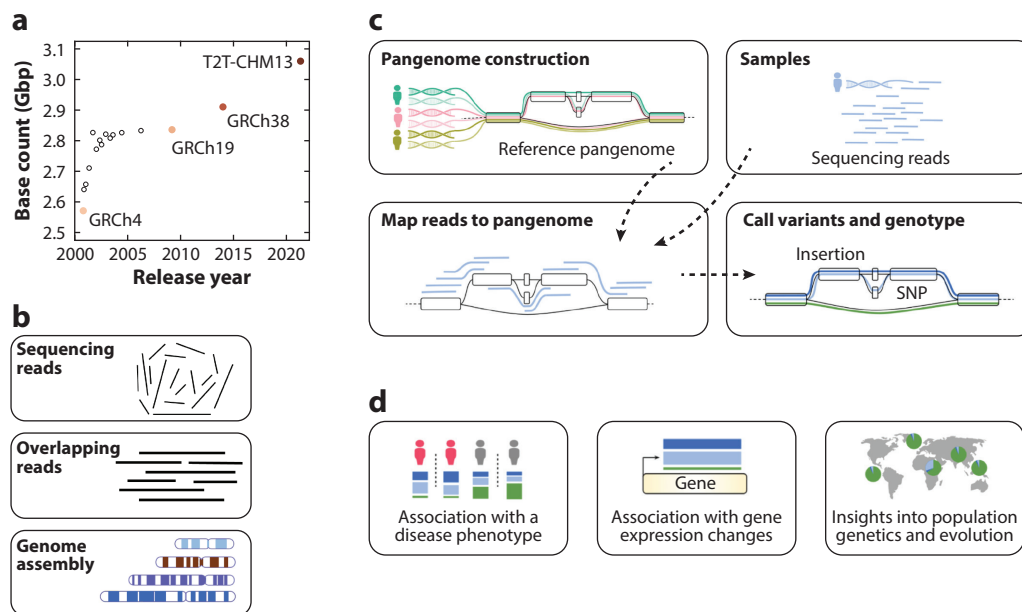 a
Base count (Gbp)
3.1
3.0
2.9
2.8
2.7
2.6
2.5
T2T-CHM13
GRCh38
GRCh19
GRCh4
2000
2005
2010
2015
2020
Release year
b
Sequencing
reads
Overlapping
reads
Genome
assembly
c
Pangenome construction
Reference pangenome
Samples
Sequencing reads
Map reads to pangenome
Call variants and genotype
Insertion
SNP
d
Association with a
disease phenotype
Gene
Association with gene
expression changes
Insights into population
genetics and evolution